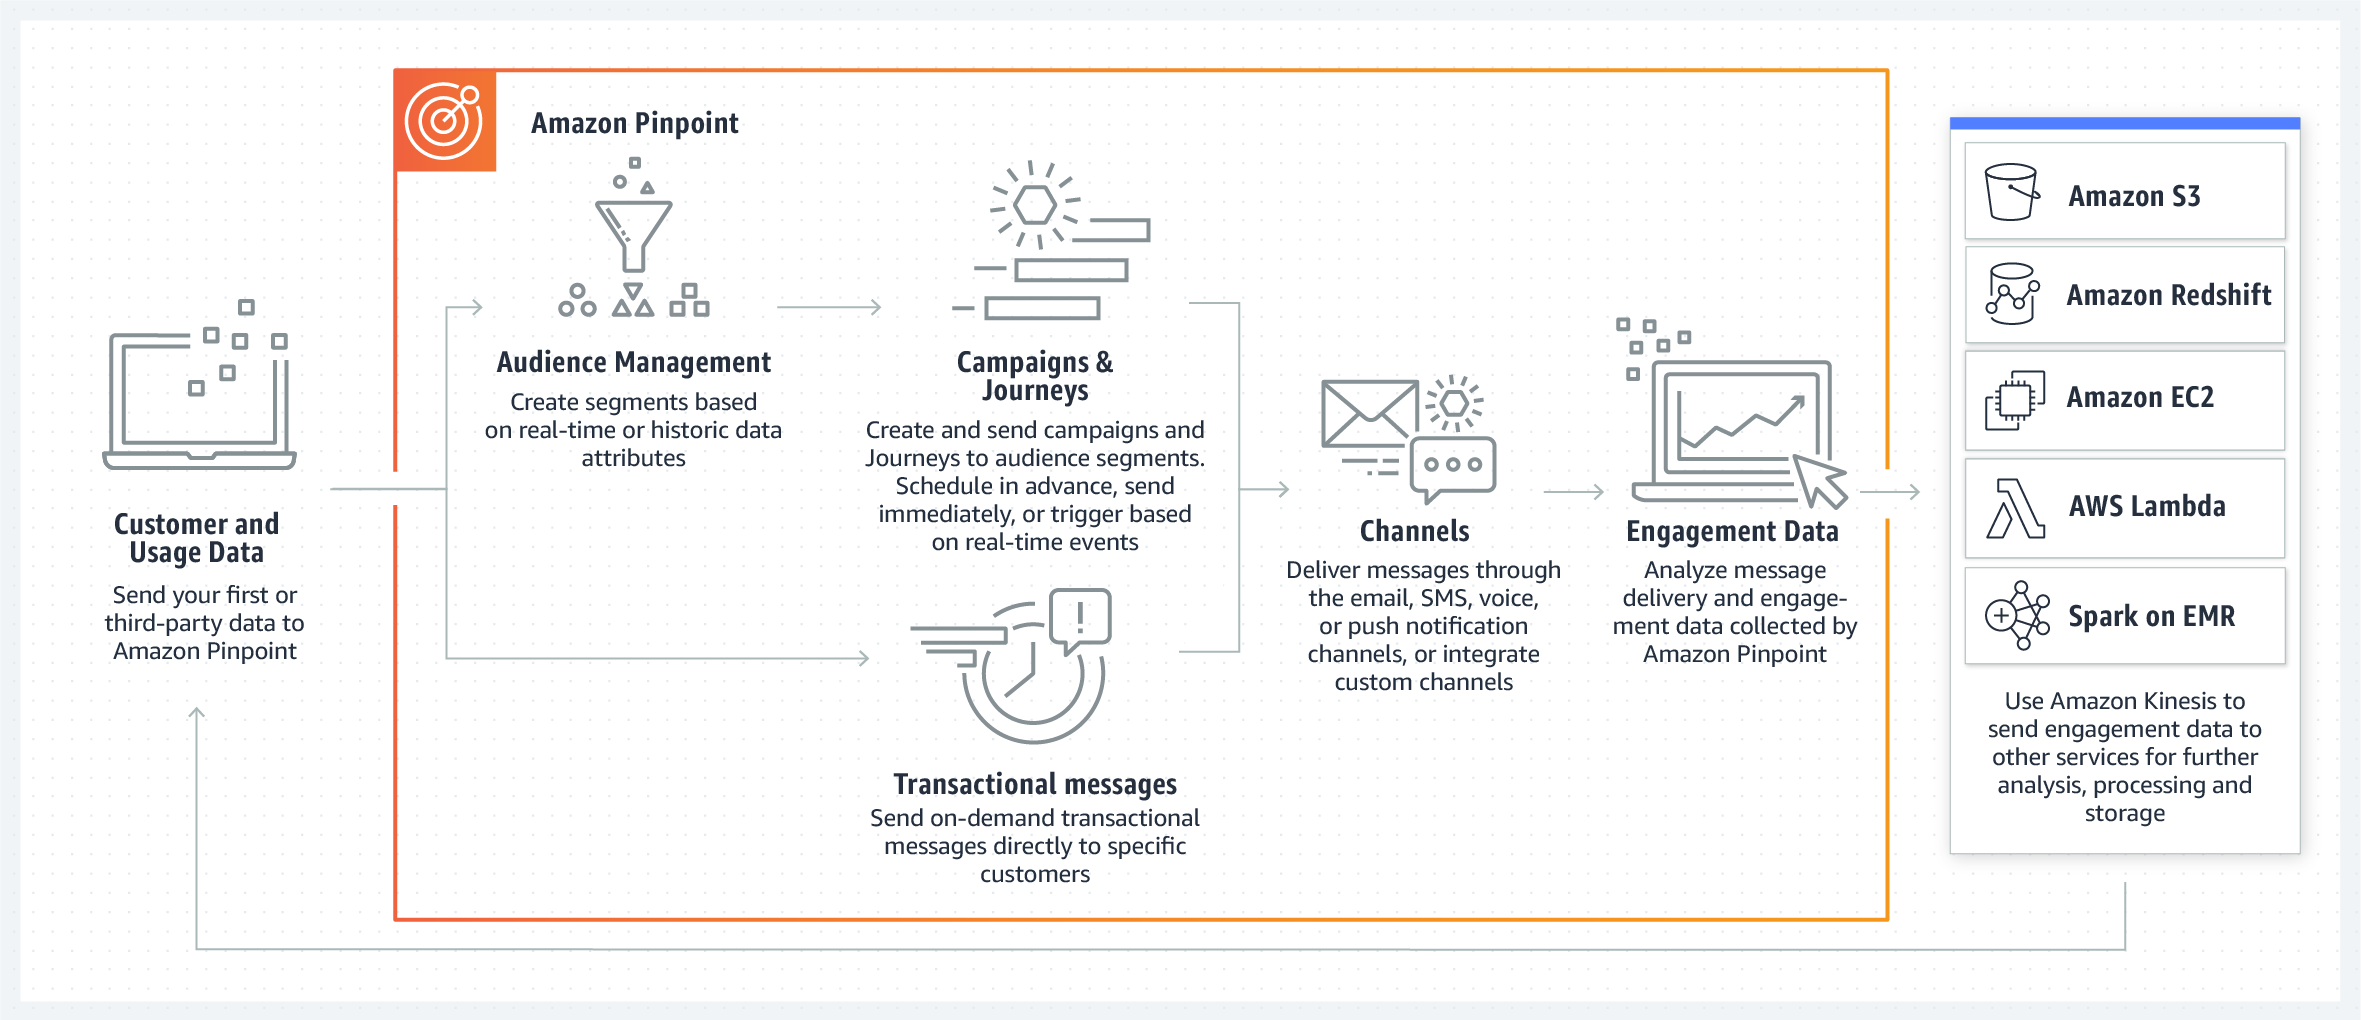 Amazon Pinpoint
Customer and
Usage Data
Send your first or
third-party data to
Amazon Pinpoint
Audience Management
Create segments based
on real-time or historic data
attributes
Campaigns &
Journeys
Create and send campaigns and
Journeys to audience segments.
Schedule in advance, send
immediately, or trigger based
on real-time events
Transactional messages
Send on-demand transactional
messages directly to specific
customers
Channels
Deliver messages through
the email, SMS, voice,
or push notification
channels, or integrate
custom channels
Engagement Data
Analyze message
delivery and engage-
ment data collected by
Amazon Pinpoint
Amazon S3
Amazon Redshift
Amazon EC2
AWS Lambda
Spark on EMR
Use Amazon Kinesis to
send engagement data to
other services for further
analysis, processing and
storage